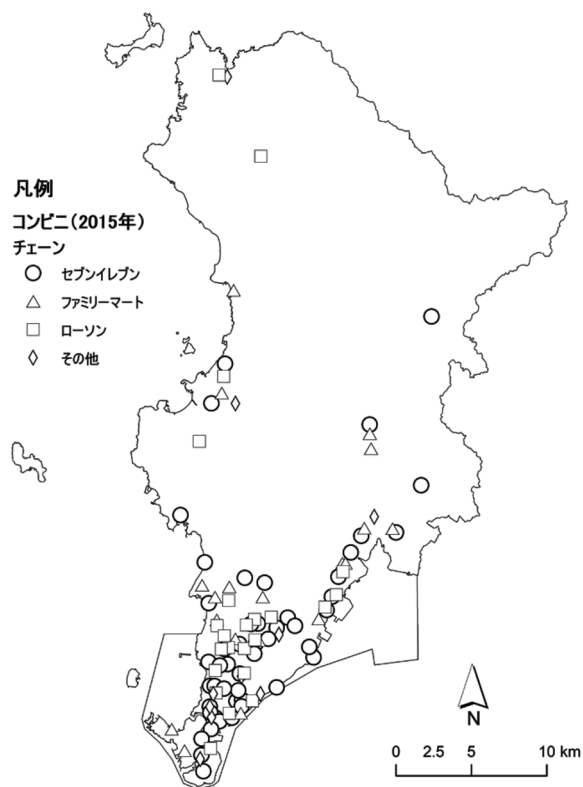 凡例
コンビニ(2015年)
チェーン
セブンイレブン
ファミリーマート
ローソン
その他
N
0 2.5 5 10 km